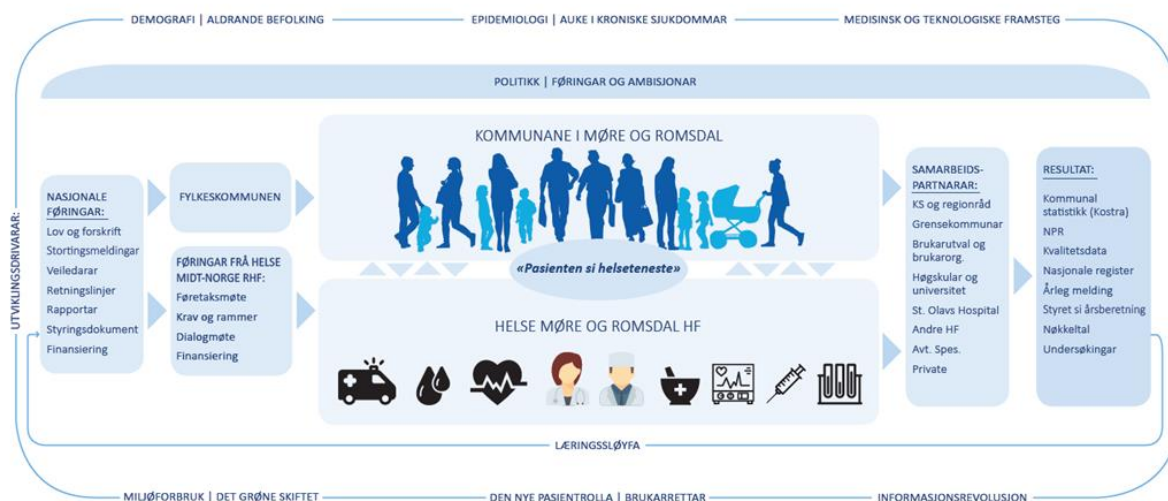 DEMOGRAFI | ALDRANDE BEFOLKING
EPIDEMIOLOGI | AUKE I KRONISKE SJUKDOMMAR
MEDISINSK OG TEKNOLOGISKE FRAMSTEG
UTVIKLINGSDRIVARAR:
POLITIKK | FØRINGAR OG AMBISJONAR
NASJONALE
FØRINGAR:
Lov og forskrift
Stortingsmeldingar
Veiledarar
Retningslinjer
Rapportar
Styringsdokument
Finansiering
FYLKESKOMMUNEN
FØRINGAR FRÅ HELSE
MIDT-NORGE RHF:
Føretaksmøte
Krav og rammer
Dialogmøte
Finansiering
KOMMUNANE I MØRE OG ROMSDAL
«Pasienten si helseteneste»
HELSE MØRE OG ROMSDAL HF
SAMARBEIDS-
PARTNARAR:
KS og regionråd
Grensekommunar
Brukarutval og
brukarorg.
Høgskular og
universitet
St. Olavs Hospital
Andre HF
Avt. Spes.
Private
RESULTAT:
Kommunal
statistikk (Kostra)
NPR
Kvalitetsdata
Nasjonale register
Årleg melding
Styret si årsberetning
Nøkkeltal
Undersøkingar
LÆRINGSSLØYFA
MILJØFORBRUK | DET GRØNE SKIFTET
DEN NYE PASIENTROLLA | BRUKARRETTAR
INFORMASJONSREVOLUSJON